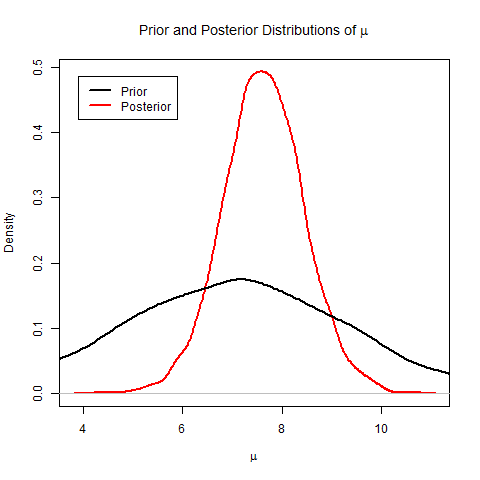 Prior and Posterior Distributions of μ
Prior
Posterior
Density
0.5
0.4
0.3
0.2
0.1
0.0
4 6 8 10
μ